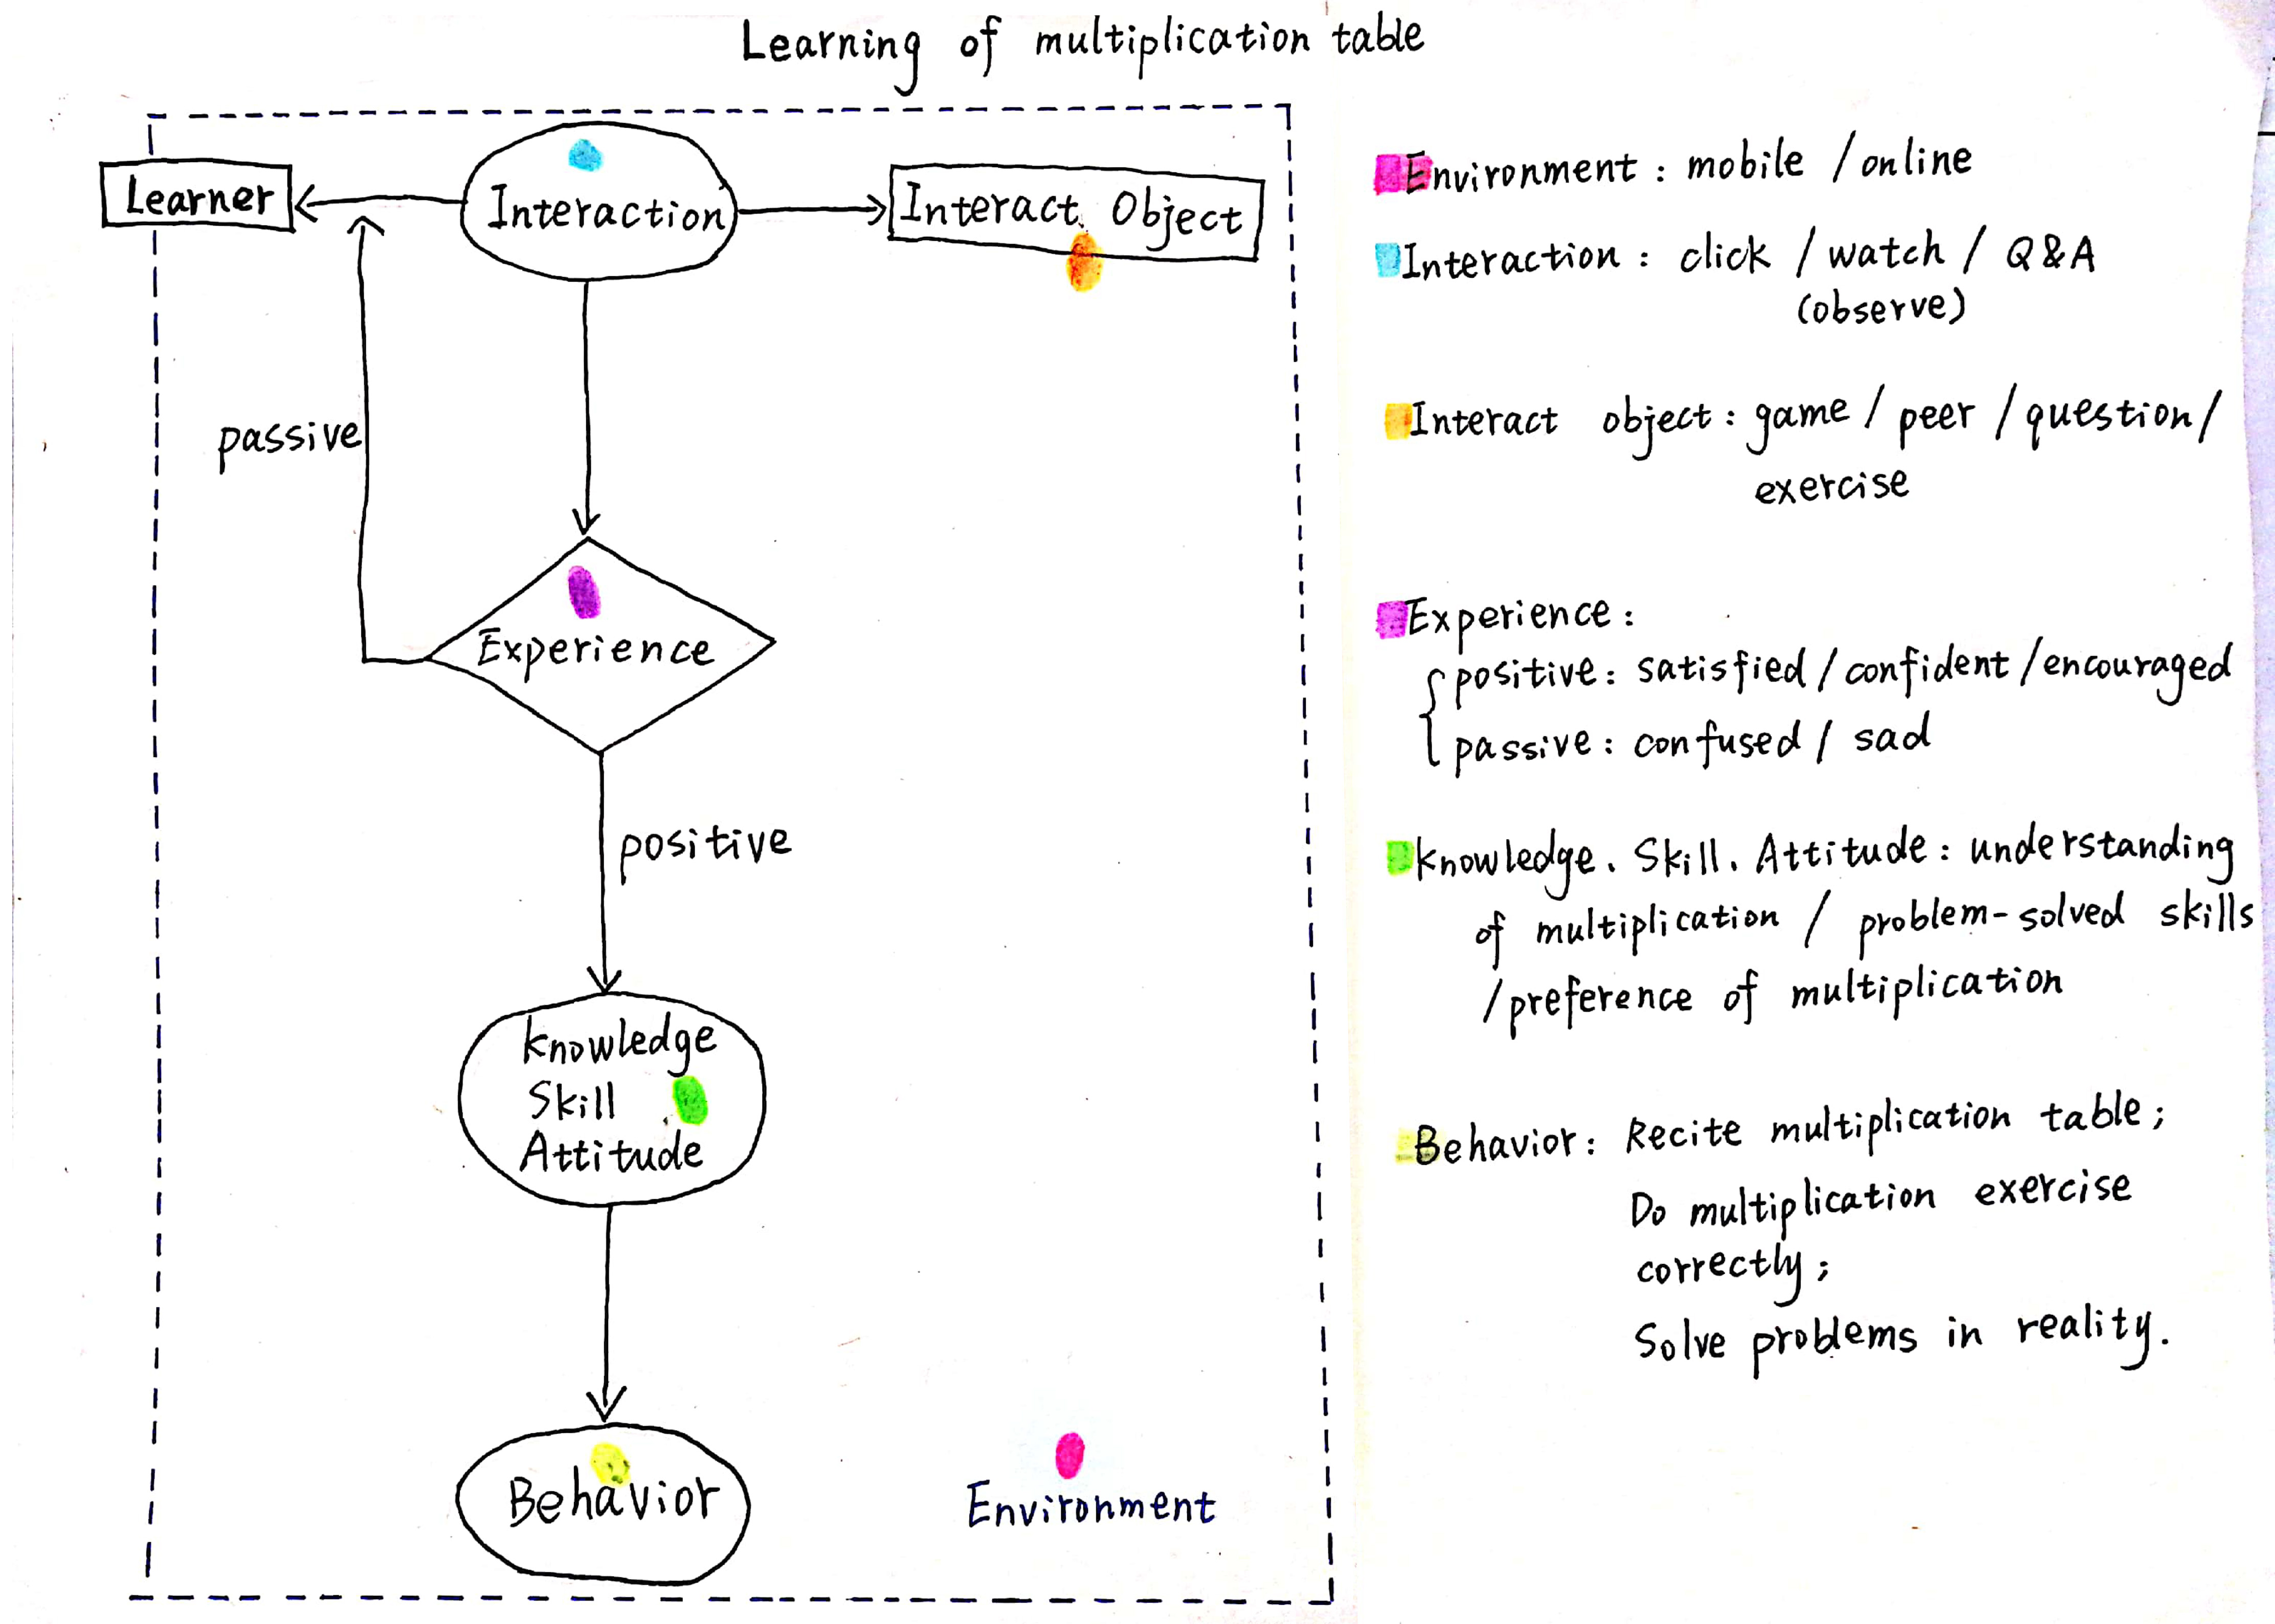 Learning of multiplication table
Learner
Interaction
Interact Object
passive
Experience
positive
Knowledge
Skill
Attitude
Behavior
Environment
Environment : mobile / online
Interaction : click / watch / Q&A
(observe)
Interact object : game / peer / question /
exercise
Experience :
positive : satisfied / confident / encouraged
passive : confused / sad
Knowledge. Skill. Attitude : understanding
of multiplication / problem-solved skills
/ preference of multiplication
Behavior : Recite multiplication table ;
Do multiplication exercise
correctly ;
Solve problems in reality.